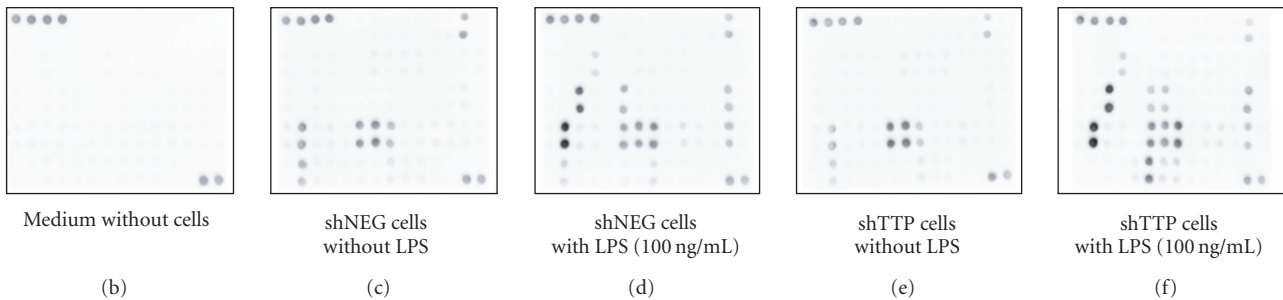 Medium without cells
shNEG cells
without LPS
shNEG cells
with LPS (100 ng/mL)
shTTP cells
without LPS
shTTP cells
with LPS (100 ng/mL)
(b)
(c)
(d)
(e)
(f)